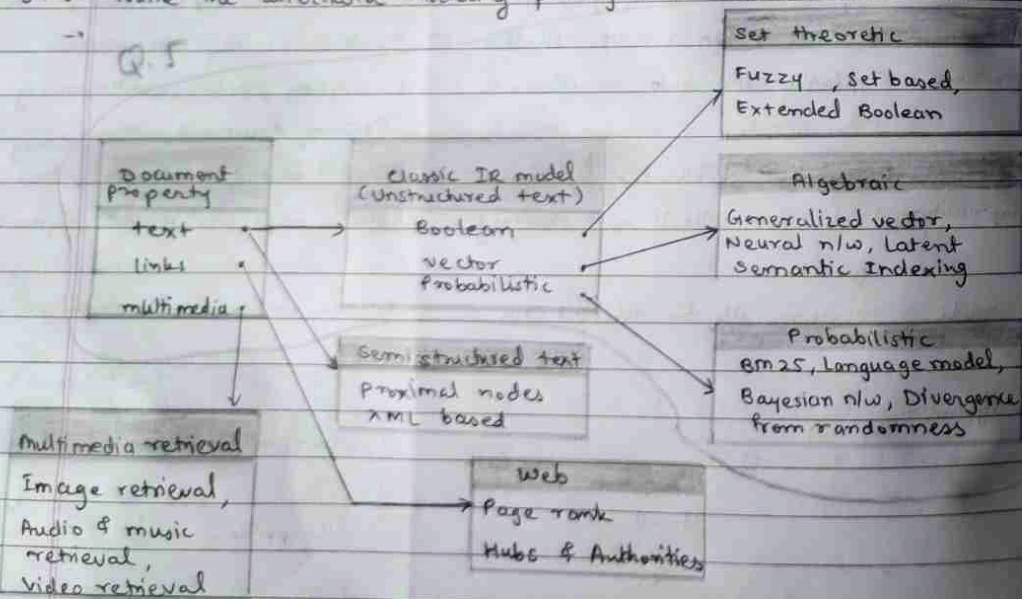 Q.5
Set theoretic
Fuzzy , Set based,
Extended Boolean
Document
Property
text
links
multimedia
classic IR model
(Unstructured text)
Boolean
vector
Probabilistic
Algebraic
Generalized vector,
Neural n/w, Latent
Semantic Indexing
Probabilistic
BM25, Language model,
Bayesian n/w, Divergence
from randomness
Semi structured text
Proximal nodes
XML based
Multimedia retrieval
Image retrieval,
Audio & music
retrieval,
Video retrieval
Web
Page rank
Hubs & Authorities